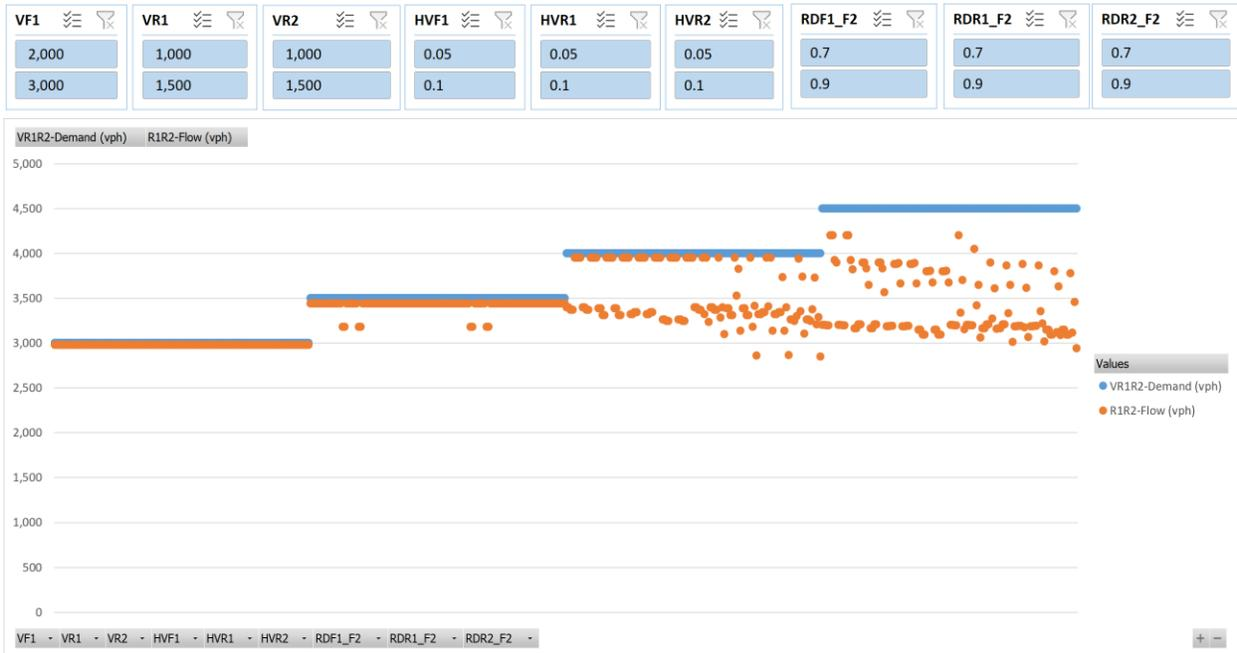 VF1 VR1 VR2 HVF1 HVR1 HVR2 RDF1_F2 RDR1_F2 RDR2_F2
2,000 1,000 1,000 0.05 0.05 0.05 0.7 0.7 0.7
3,000 1,500 1,500 0.1 0.1 0.1 0.9 0.9 0.9
VR1R2-Demand (vph) R1R2-Flow (vph)
5,000
4,500
4,000
3,500
3,000
2,500
2,000
1,500
1,000
500
0
Values
VR1R2-Demand (vph)
R1R2-Flow (vph)
VF1 VR1 VR2 HVF1 HVR1 HVR2 RDF1_F2 RDR1_F2 RDR2_F2
+ −